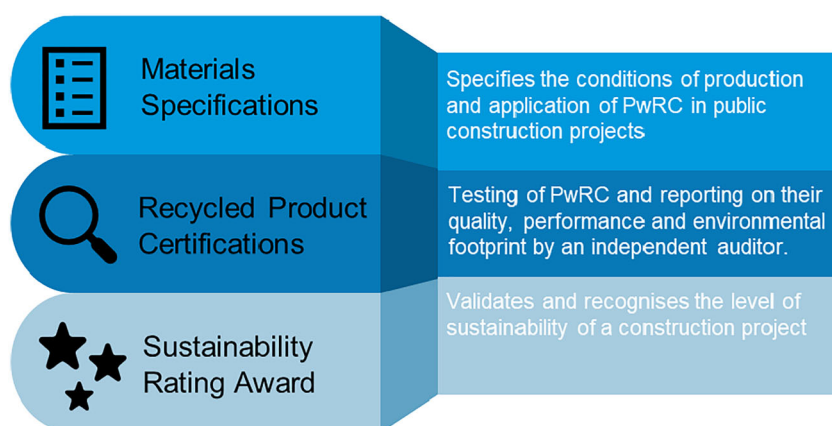 Materials
Specifications
Specifies the conditions of production
and application of PwRC in public
construction projects
Recycled Product
Certifications
Testing of PwRC and reporting on their
quality, performance and environmental
footprint by an independent auditor.
Sustainability
Rating Award
Validates and recognises the level of
sustainability of a construction project